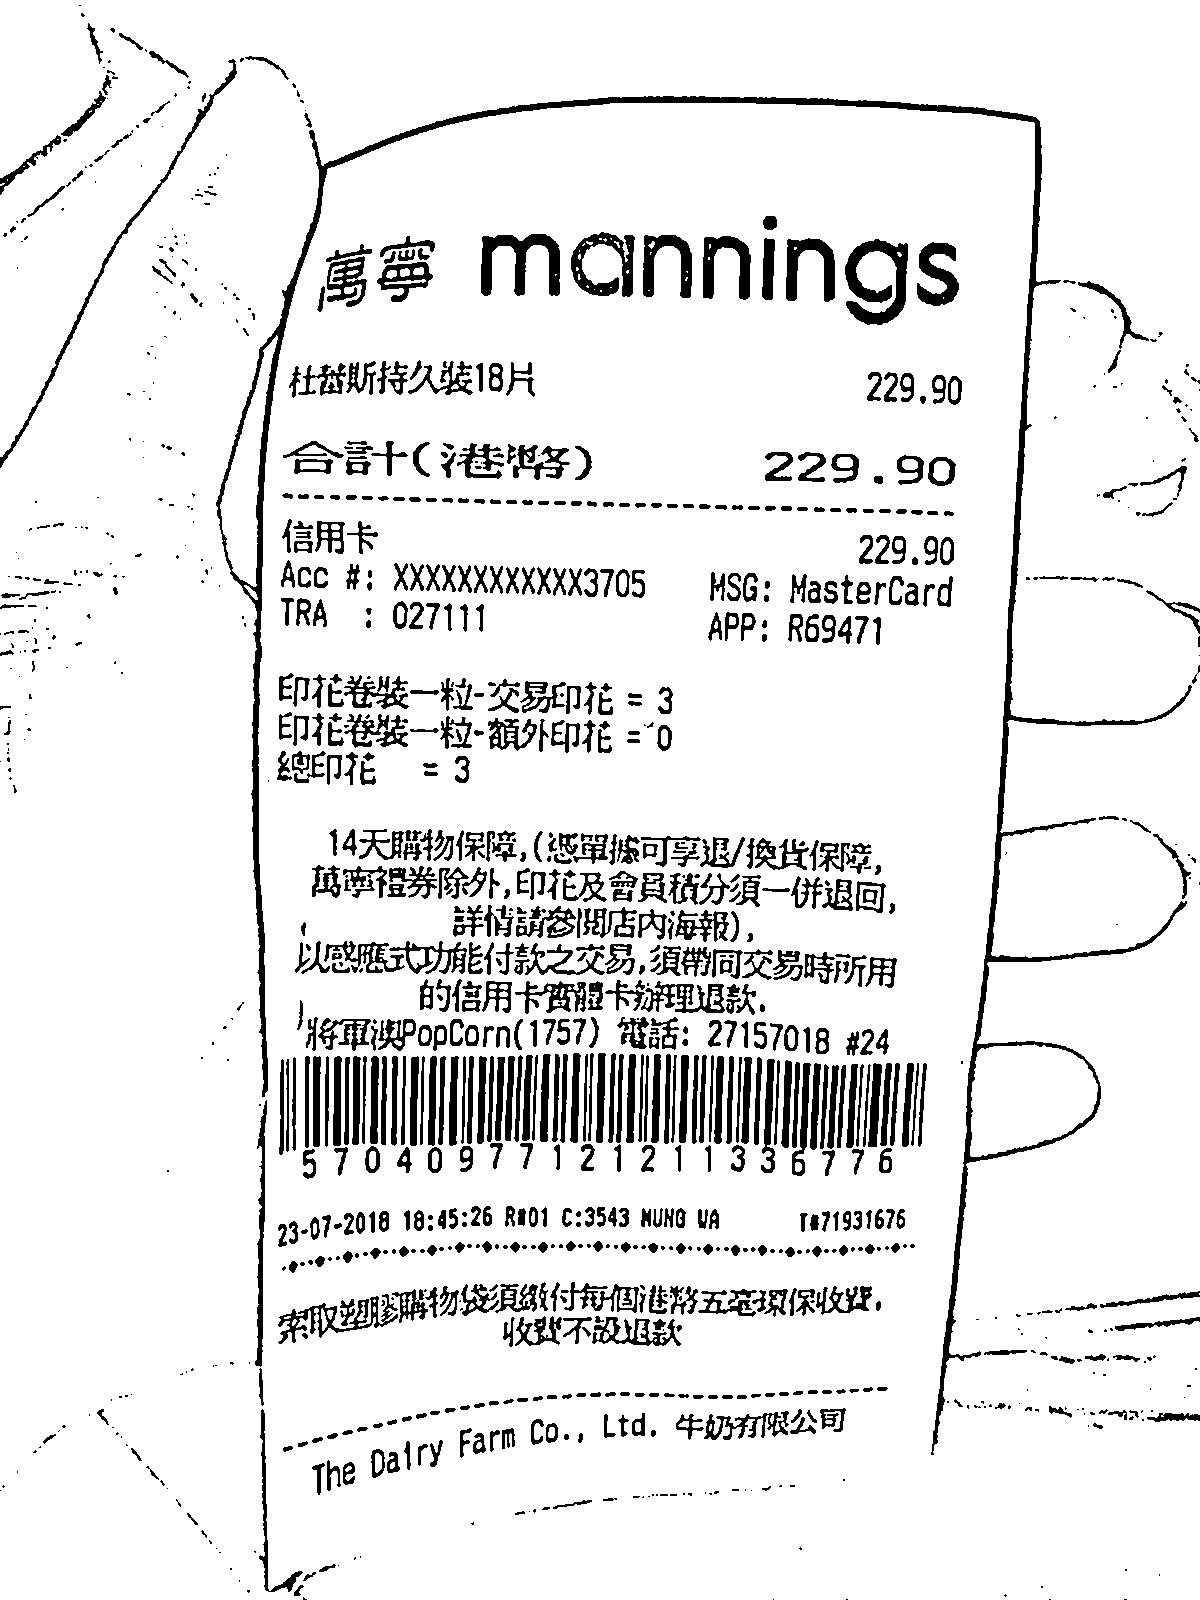 萬寧 mannings
杜蕾斯持久裝18片 229.90
合計(港幣) 229.90
信用卡 229.90
Acc #: XXXXXXXXXXXX3705 MSG: MasterCard
TRA : 027111 APP: R69471
印花卷裝一粒-交易印花 = 3
印花卷裝一粒-額外印花 = 0
總印花 = 3
14天購物保障,(憑單據可享退/換貨保障,
萬寧禮券除外,印花及會員積分須一併退回,
詳情請參閱店內海報),
以感應式功能付款之交易,須帶同交易時所用
的信用卡實體卡辦理退款.
將軍澳PopCorn(1757) 電話: 27157018 #24
57040977121211336776
23-07-2018 18:45:26 R#01 C:3543 MUNG WA T#71931676
索取塑膠購物袋須繳付每個港幣五毫環保收費,
收費不設退款
The Dairy Farm Co., Ltd. 牛奶有限公司